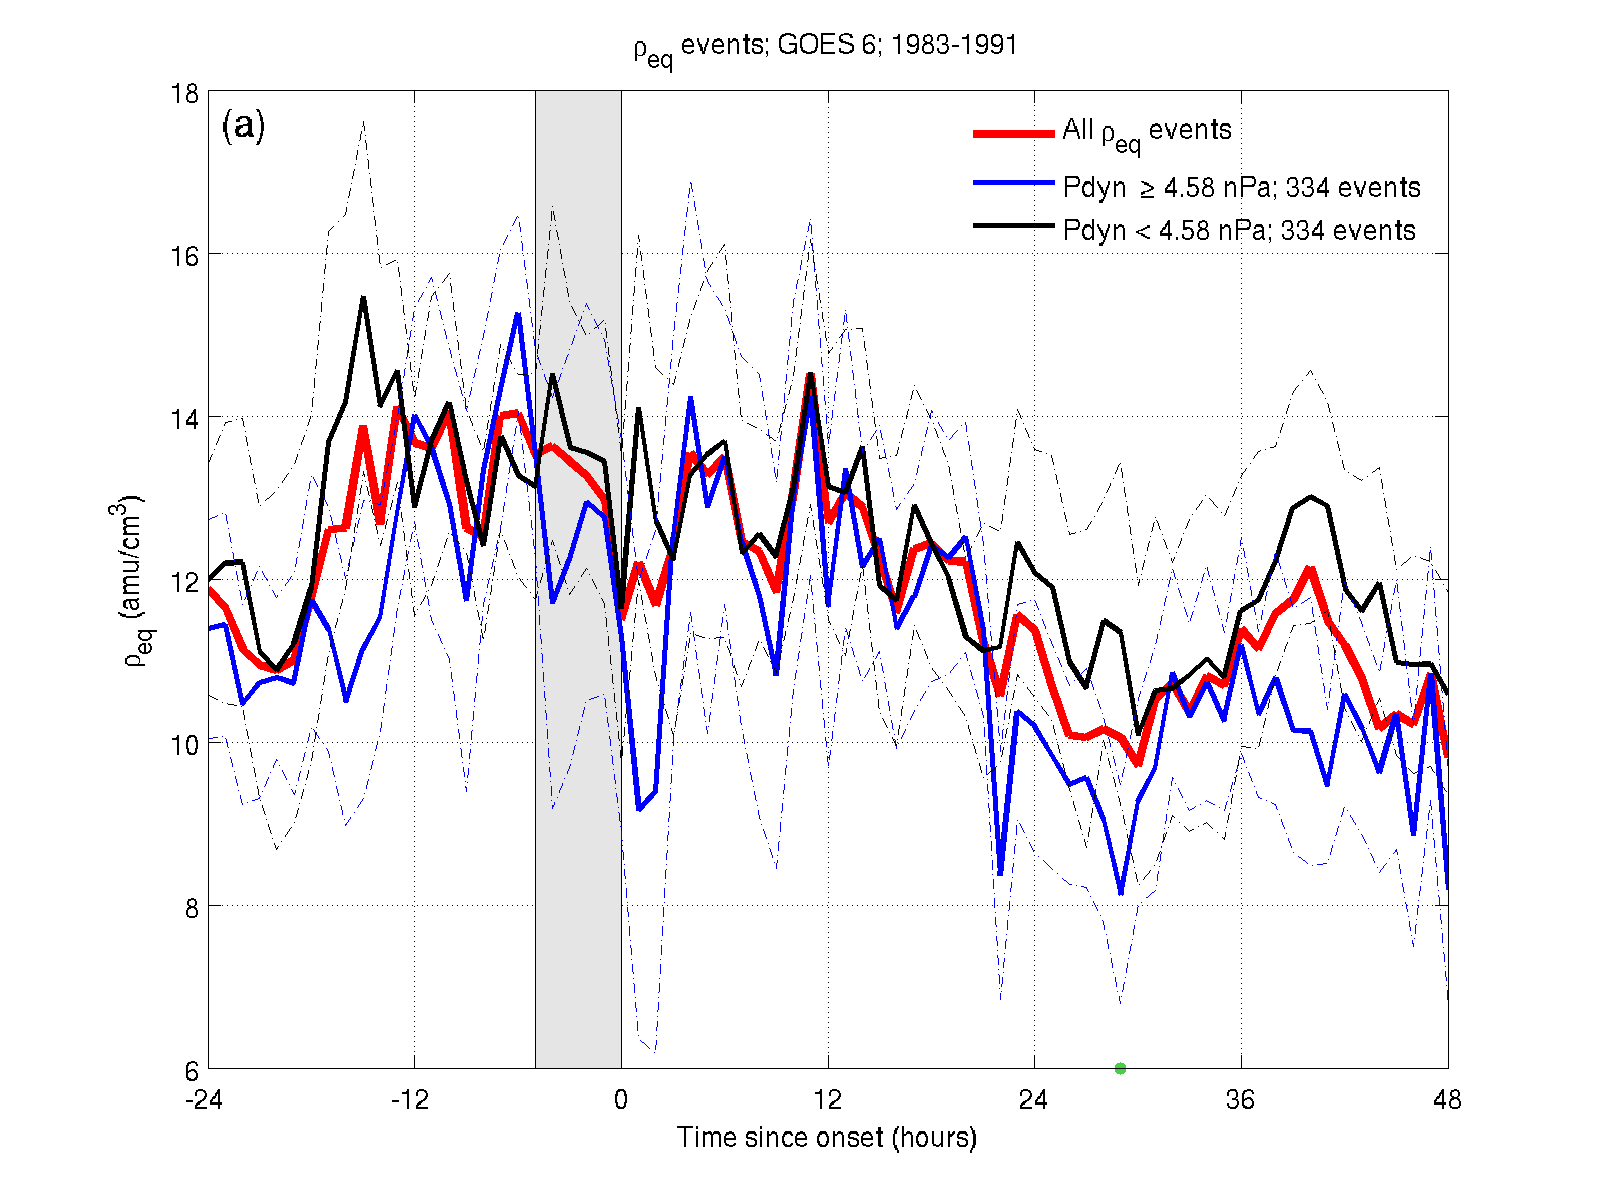 ρeq events; GOES 6; 1983-1991
(a)
All ρeq events
Pdyn ≥ 4.58 nPa; 334 events
Pdyn < 4.58 nPa; 334 events
ρeq (amu/cm3)
18
16
14
12
10
8
6
-24 -12 0 12 24 36 48
Time since onset (hours)